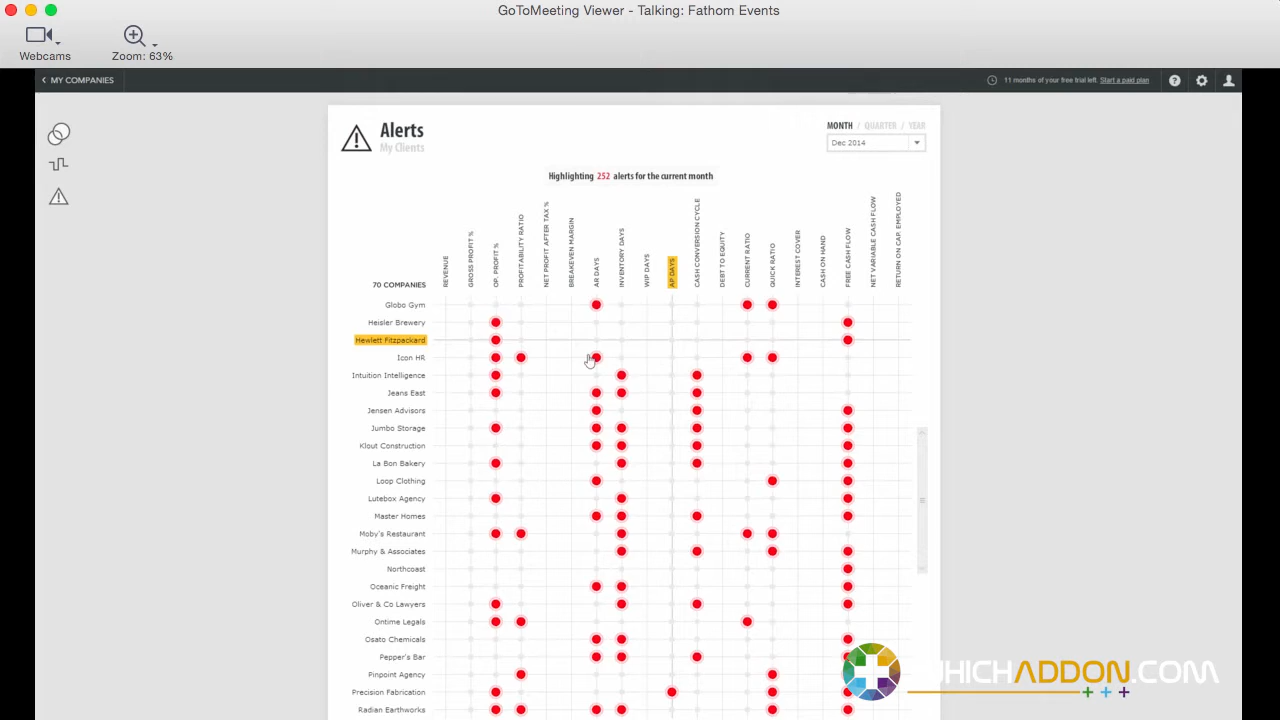 GoToMeeting Viewer - Talking: Fathom Events
Webcams
Zoom: 63%
MY COMPANIES
11 months of your free trial left. Start a paid plan
Alerts
My Clients
MONTH / QUARTER / YEAR
Dec 2014
Highlighting 252 alerts for the current month
70 COMPANIES
REVENUE
GROSS PROFIT %
OP. PROFIT %
PROFITABILITY RATIO
NET PROFIT AFTER TAX %
BREAKEVEN MARGIN
AR DAYS
INVENTORY DAYS
WIP DAYS
AP DAYS
CASH CONVERSION CYCLE
DEBT TO EQUITY
CURRENT RATIO
QUICK RATIO
INTEREST COVER
CASH ON HAND
FREE CASH FLOW
NET VARIABLE CASH FLOW
RETURN ON CAP. EMPLOYED
Globo Gym
Heisler Brewery
Hewlett Fitzpackard
Icon HR
Intuition Intelligence
Jeans East
Jensen Advisors
Jumbo Storage
Klout Construction
La Bon Bakery
Loop Clothing
Lutebox Agency
Master Homes
Moby's Restaurant
Murphy & Associates
Northcoast
Oceanic Freight
Oliver & Co Lawyers
Ontime Legals
Osato Chemicals
Pepper's Bar
Pinpoint Agency
Precision Fabrication
Radian Earthworks
WHICHADDON.COM